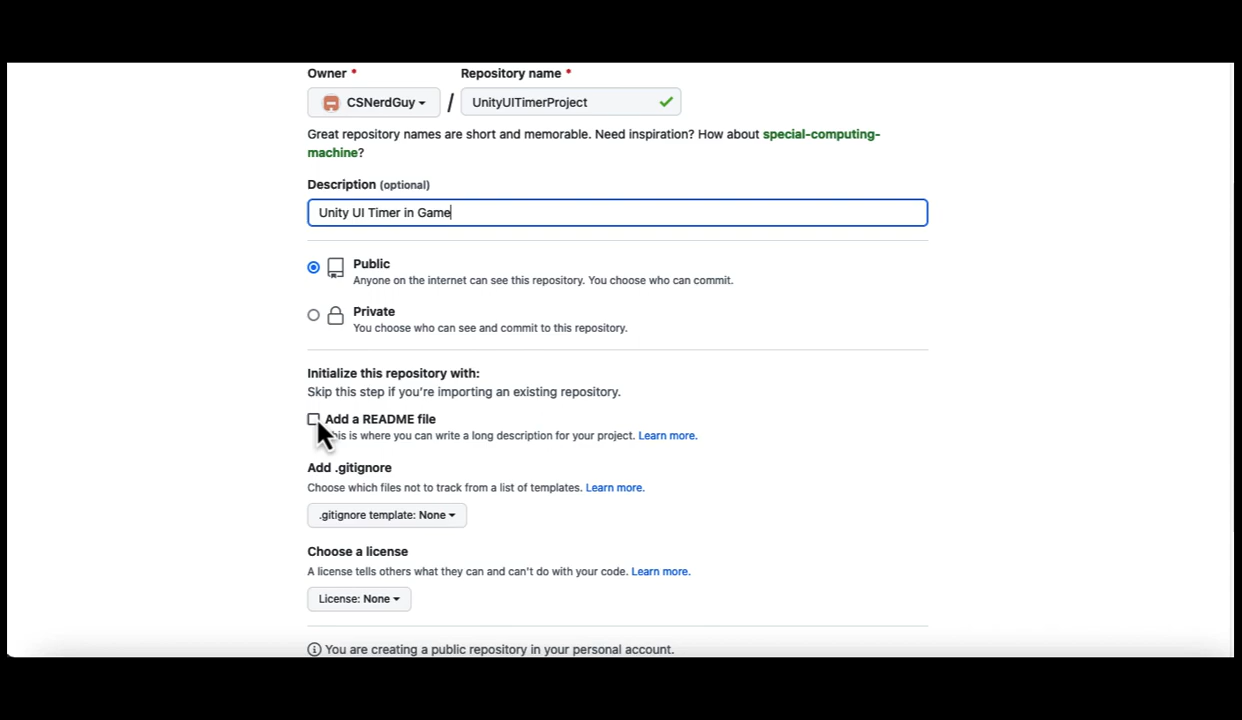 Owner * Repository name *
CSNerdGuy / UnityUITimerProject
Great repository names are short and memorable. Need inspiration? How about special-computing-
machine?
Description (optional)
Unity UI Timer in Game
Public
Anyone on the internet can see this repository. You choose who can commit.
Private
You choose who can see and commit to this repository.
Initialize this repository with:
Skip this step if you're importing an existing repository.
Add a README file
is is where you can write a long description for your project. Learn more.
Add .gitignore
Choose which files not to track from a list of templates. Learn more.
.gitignore template: None
Choose a license
A license tells others what they can and can't do with your code. Learn more.
License: None
You are creating a public repository in your personal account.